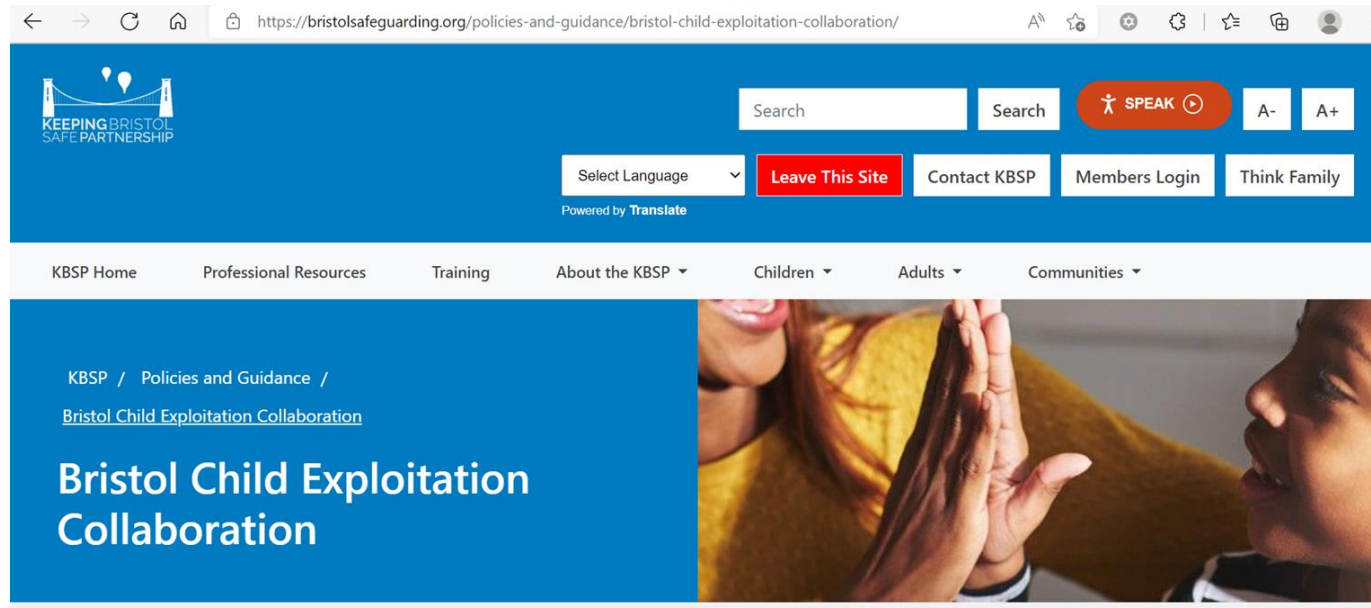 https://bristolsafeguarding.org/policies-and-guidance/bristol-child-exploitation-collaboration/
KEEPING BRISTOL
SAFE PARTNERSHIP
Search
Search
SPEAK
A-
A+
Select Language
Leave This Site
Contact KBSP
Members Login
Think Family
Powered by Translate
KBSP Home
Professional Resources
Training
About the KBSP
Children
Adults
Communities
KBSP / Policies and Guidance /
Bristol Child Exploitation Collaboration
Bristol Child Exploitation
Collaboration